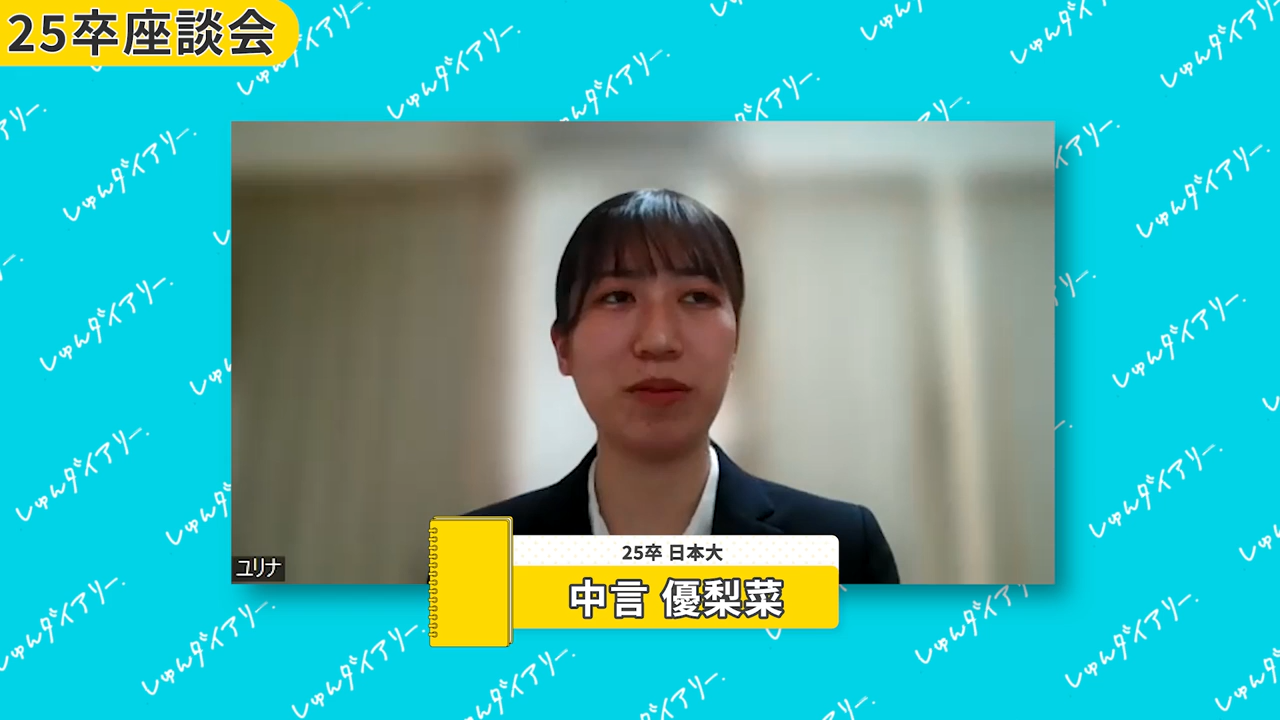 25卒座談会
しゅんダイアリー.
ユリナ
25卒 日本大
中言 優梨菜